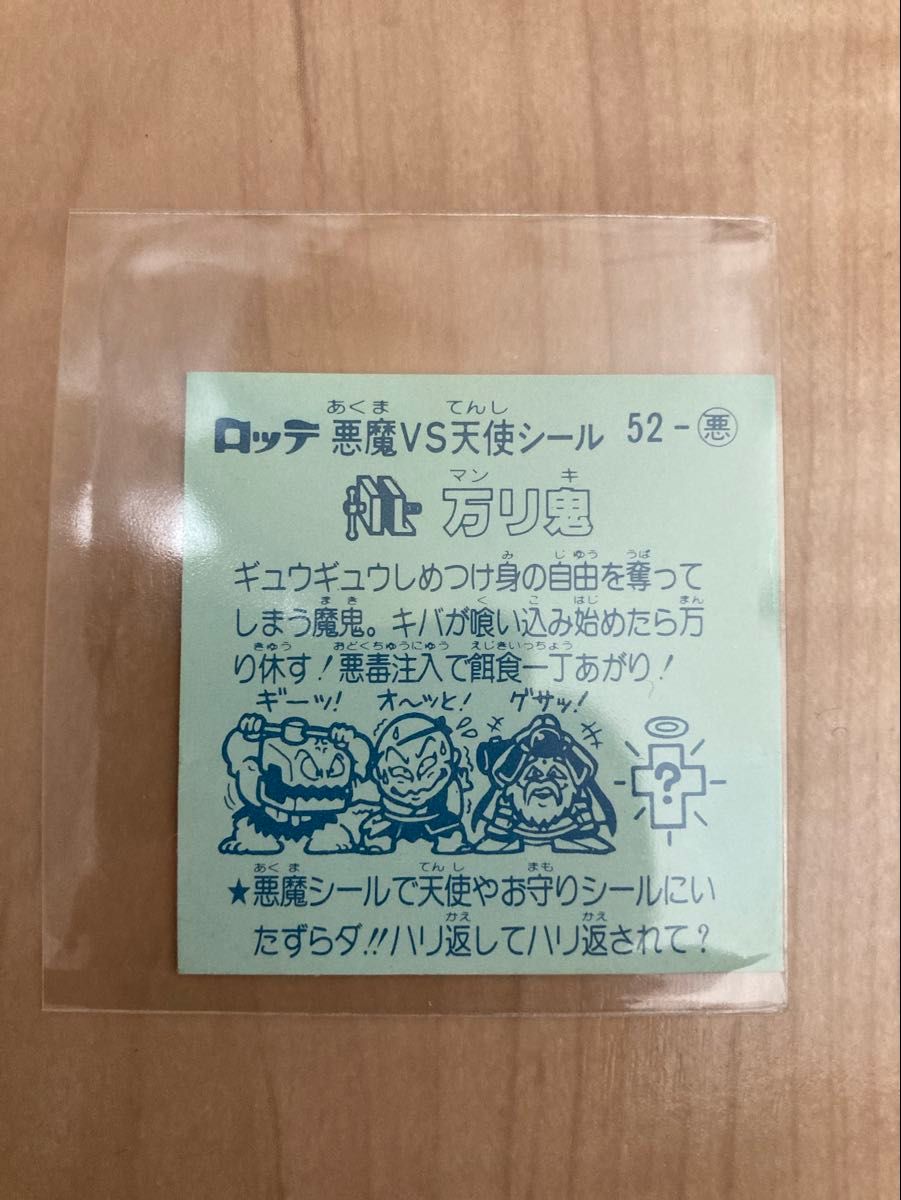 ロッテ 悪魔VS天使シール 52-悪
あくま てんし
万リ鬼
マン キ
ギュウギュウしめつけ身の自由を奪って
み じゆう うば
しまう魔鬼。キバが喰い込み始めたら万
まき く こ はじ まん
り休す!悪毒注入で餌食一丁あがり!
きゅう おどくちゅうにゅう えじきいっちょう
ギーッ! オ〜ッと! グサッ!
?
★悪魔シールで天使やお守りシールにい
あくま てんし まも
たずらダ!!ハリ返してハリ返されて?
かえ かえ